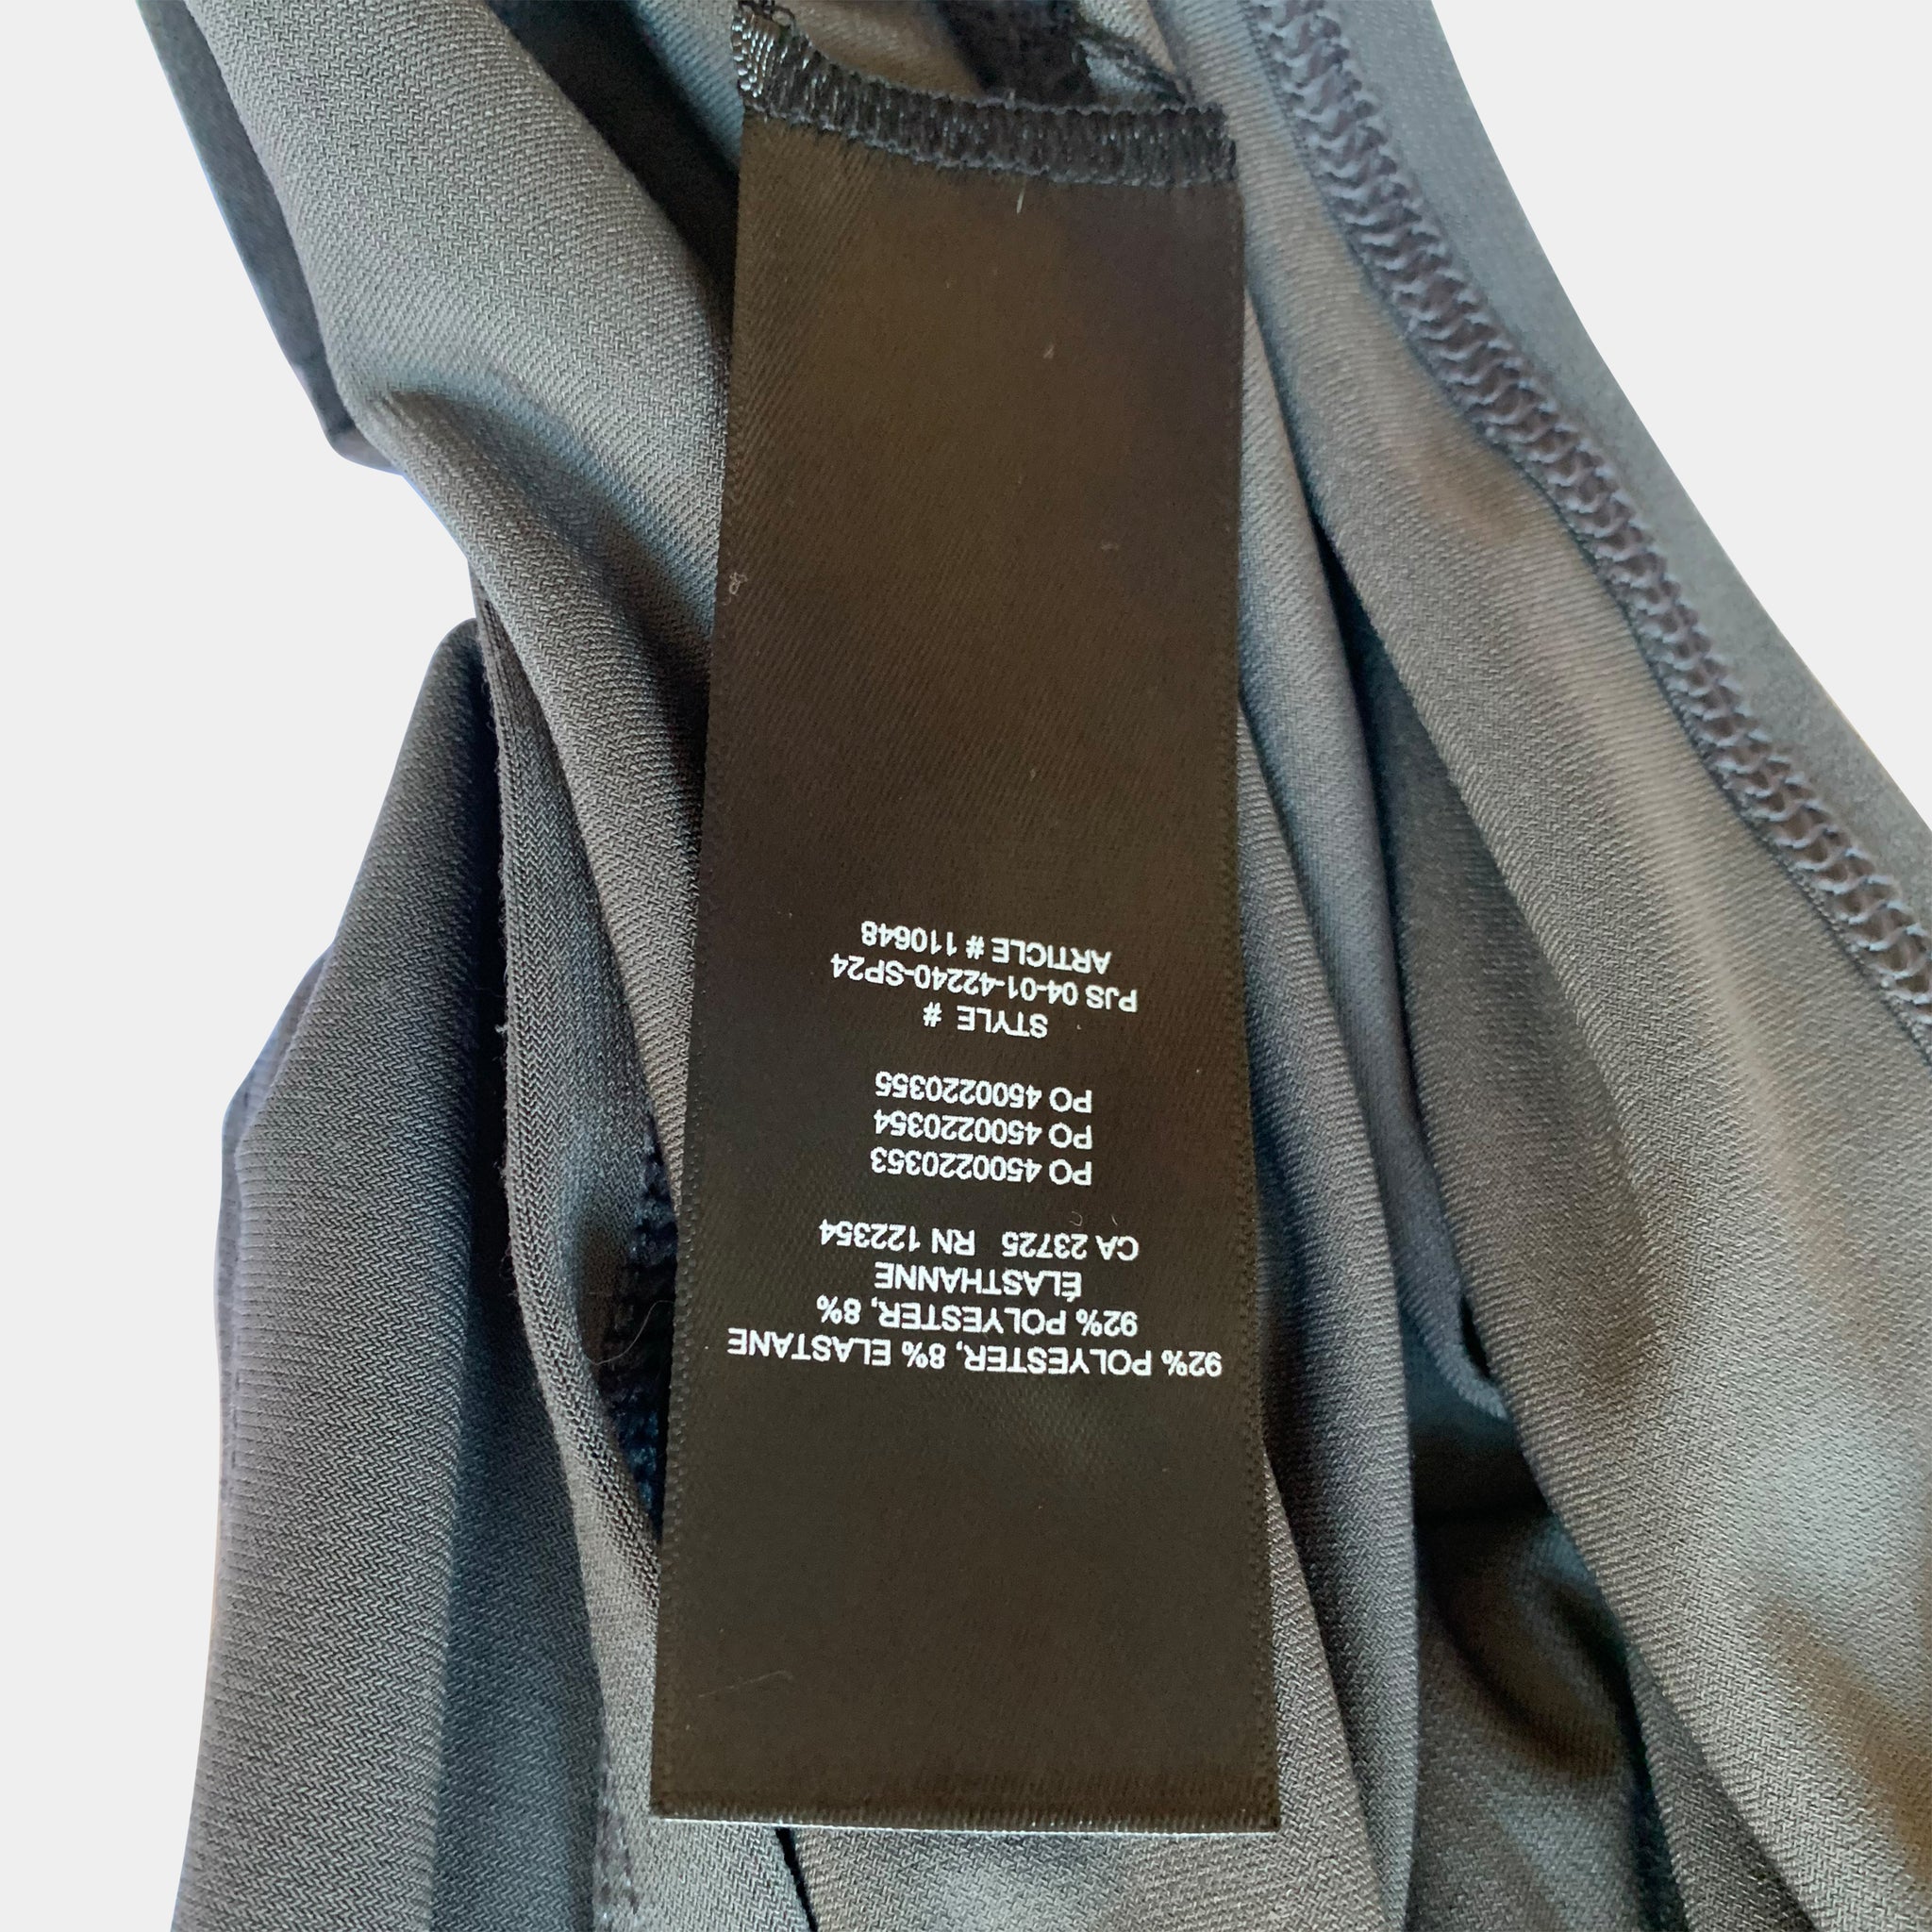 92% POLYESTER, 8% ELASTANE
92% POLYESTER, 8%
ÉLASTHANNE
CA 23725 RN 122354
PO 4500220353
PO 4500220354
PO 4500220355
STYLE #
PJS 04-01-42240-SP24
ARTICLE # 110648